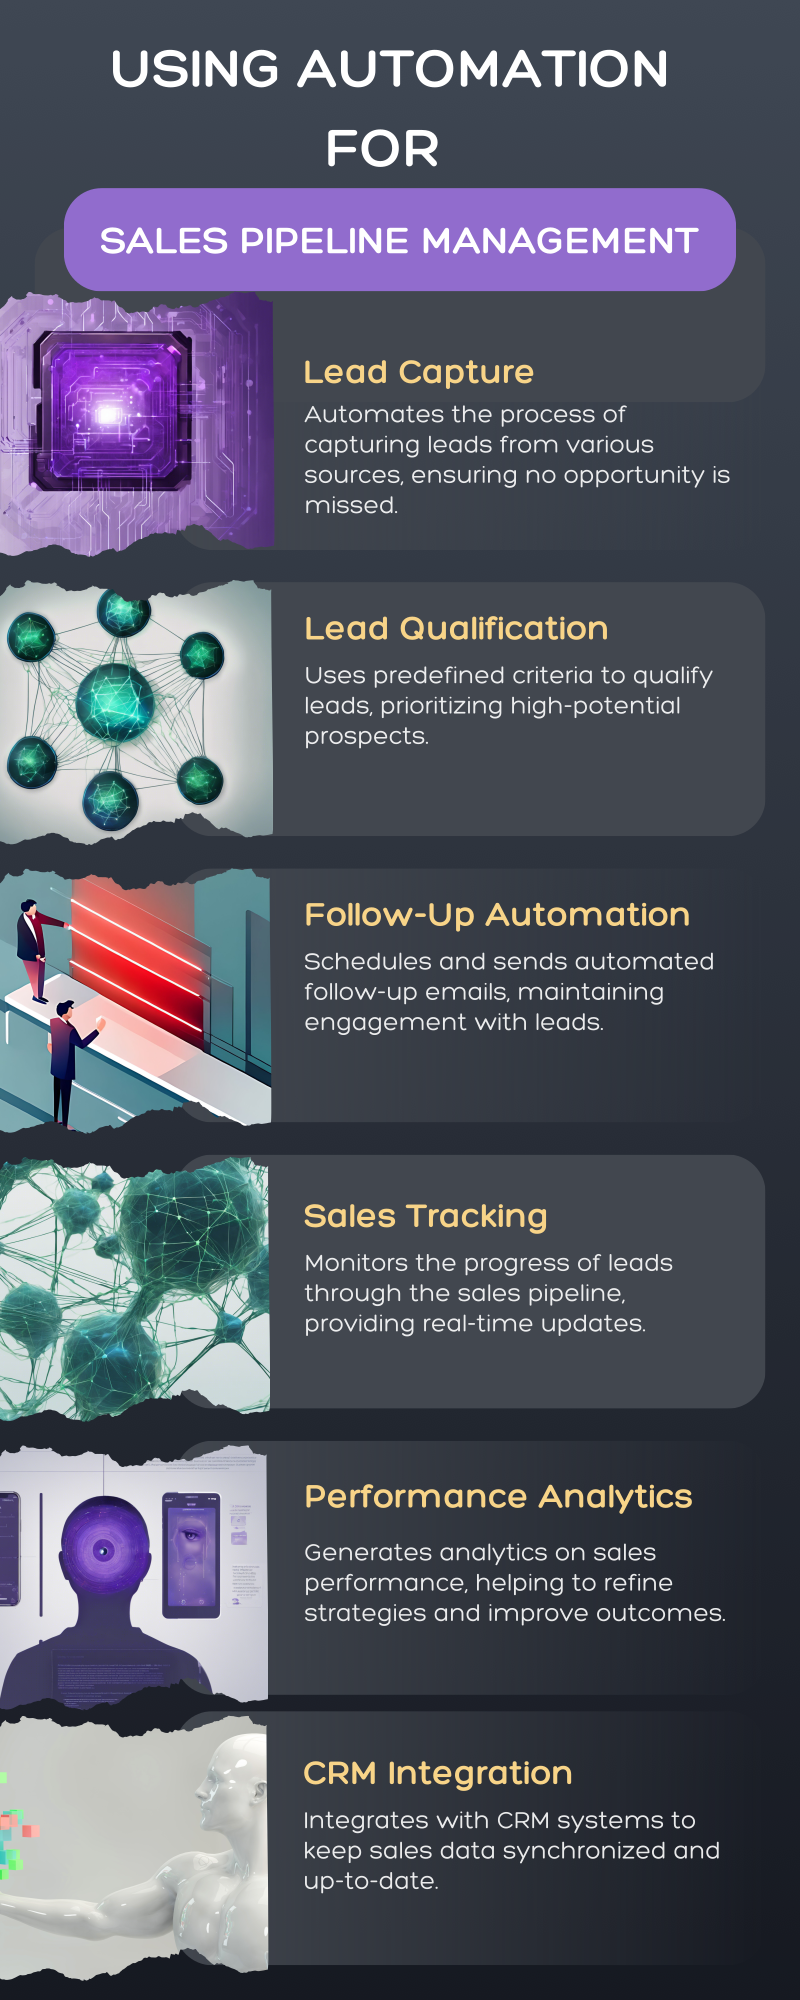 USING AUTOMATION
FOR
SALES PIPELINE MANAGEMENT
Lead Capture
Automates the process of
capturing leads from various
sources, ensuring no opportunity is
missed.
Lead Qualification
Uses predefined criteria to qualify
leads, prioritizing high-potential
prospects.
Follow-Up Automation
Schedules and sends automated
follow-up emails, maintaining
engagement with leads.
Sales Tracking
Monitors the progress of leads
through the sales pipeline,
providing real-time updates.
Performance Analytics
Generates analytics on sales
performance, helping to refine
strategies and improve outcomes.
CRM Integration
Integrates with CRM systems to
keep sales data synchronized and
up-to-date.